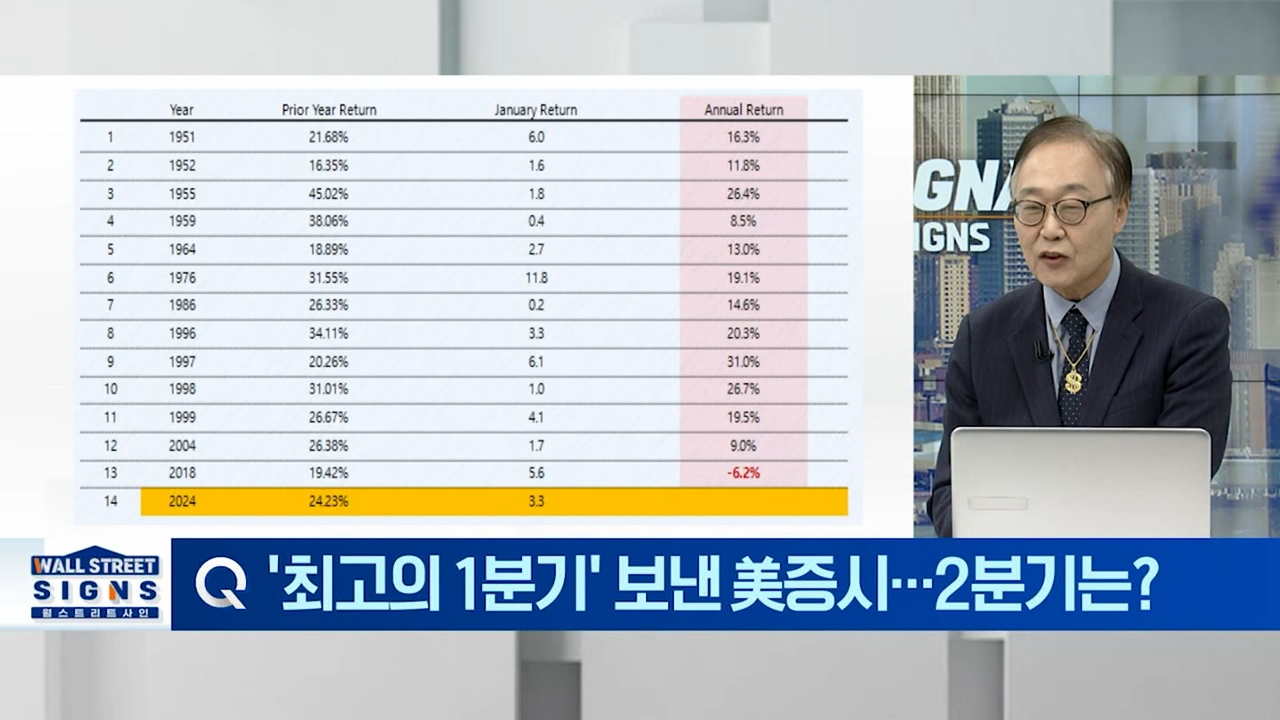 Year Prior Year Return January Return Annual Return
1 1951 21.68% 6.0 16.3%
2 1952 16.35% 1.6 11.8%
3 1955 45.02% 1.8 26.4%
4 1959 38.06% 0.4 8.5%
5 1964 18.89% 2.7 13.0%
6 1976 31.55% 11.8 19.1%
7 1986 26.33% 0.2 14.6%
8 1996 34.11% 3.3 20.3%
9 1997 20.26% 6.1 31.0%
10 1998 31.01% 1.0 26.7%
11 1999 26.67% 4.1 19.5%
12 2004 26.38% 1.7 9.0%
13 2018 19.42% 5.6 -6.2%
14 2024 24.23% 3.3
GNA
IGNS
$
WALL STREET
SIGNS
월스트리트사인
Q '최고의 1분기' 보낸 美증시…2분기는?